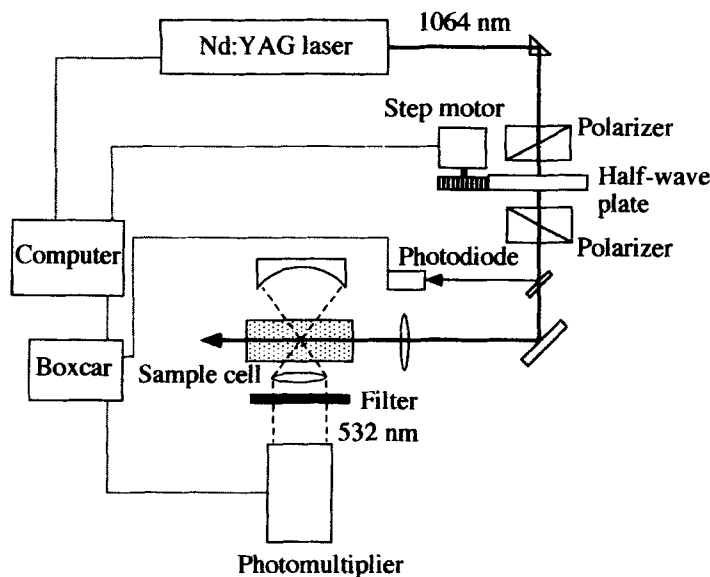 1064 nm
Nd:YAG laser
Step motor
Polarizer
Half-wave
plate
Polarizer
Computer
Photodiode
Boxcar
Sample cell
Filter
532 nm
Photomultiplier